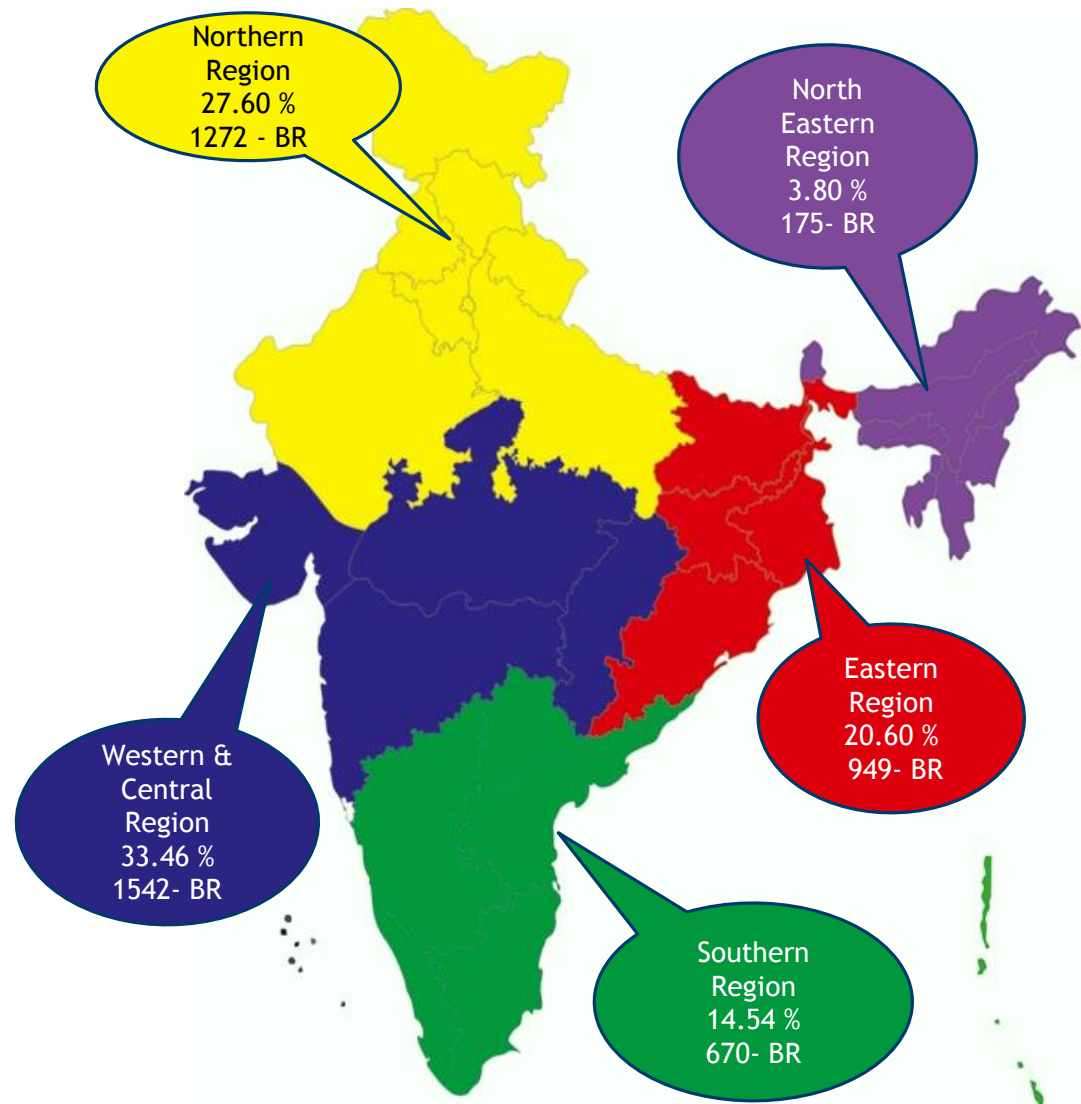 Northern
Region
27.60 %
1272 - BR
North
Eastern
Region
3.80 %
175- BR
Eastern
Region
20.60 %
949- BR
Western &
Central
Region
33.46 %
1542- BR
Southern
Region
14.54 %
670- BR